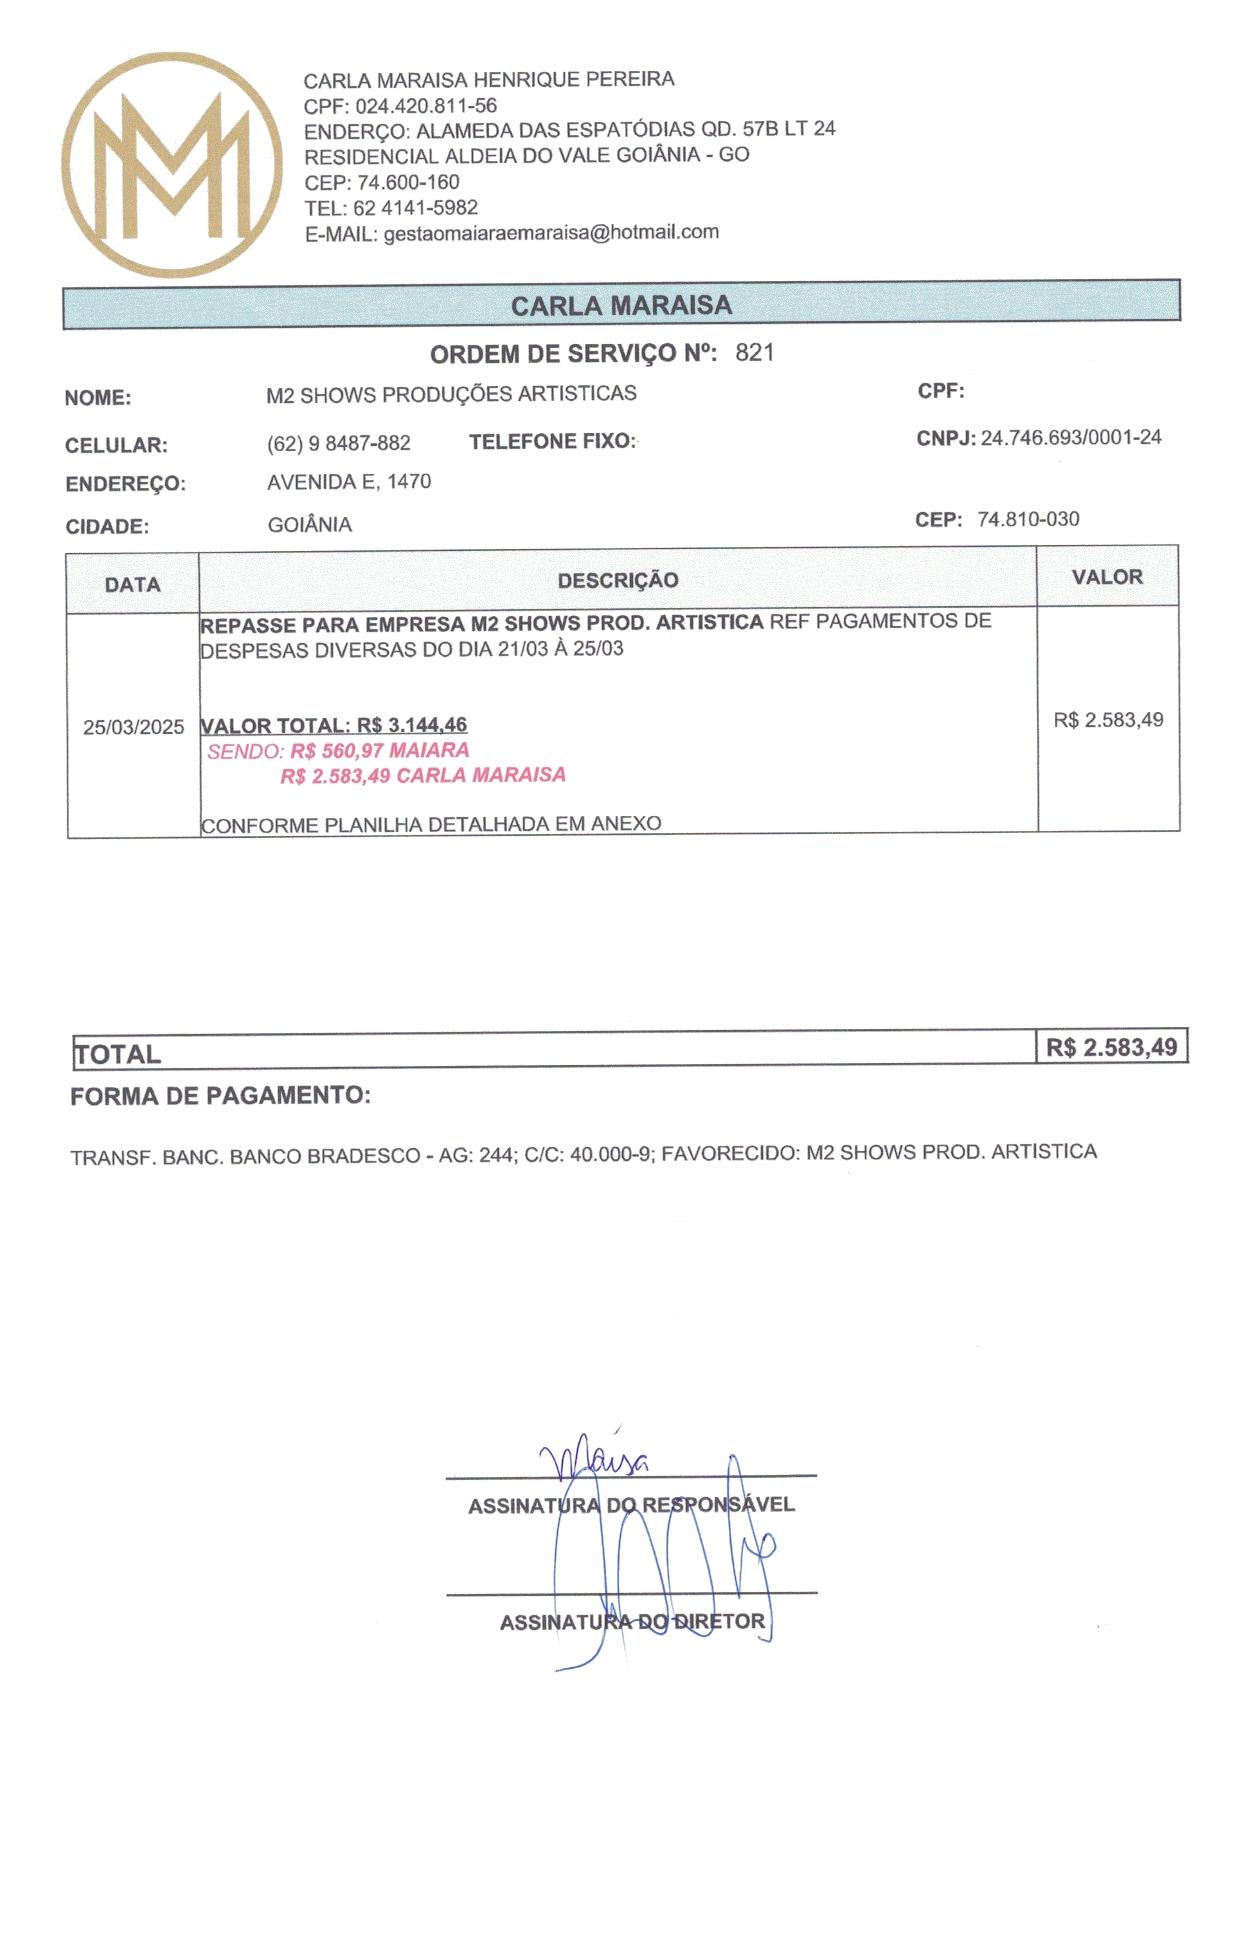 CARLA MARAISA HENRIQUE PEREIRA
CPF: 024.420.811-56
ENDERÇO: ALAMEDA DAS ESPATÓDIAS QD. 57B LT 24
RESIDENCIAL ALDEIA DO VALE GOIÂNIA - GO
CEP: 74.600-160
TEL: 62 4141-5982
E-MAIL: gestaomaiaraemaraisa@hotmail.com
CARLA MARAISA
ORDEM DE SERVIÇO Nº: 821
NOME: M2 SHOWS PRODUÇÕES ARTISTICAS CPF:
CELULAR: (62) 9 8487-882 TELEFONE FIXO: CNPJ: 24.746.693/0001-24
ENDEREÇO: AVENIDA E, 1470
CIDADE: GOIÂNIA CEP: 74.810-030
DATA DESCRIÇÃO VALOR
REPASSE PARA EMPRESA M2 SHOWS PROD. ARTISTICA REF PAGAMENTOS DE
DESPESAS DIVERSAS DO DIA 21/03 À 25/03
25/03/2025 VALOR TOTAL: R$ 3.144,46 R$ 2.583,49
SENDO: R$ 560,97 MAIARA
R$ 2.583,49 CARLA MARAISA
CONFORME PLANILHA DETALHADA EM ANEXO
TOTAL R$ 2.583,49
FORMA DE PAGAMENTO:
TRANSF. BANC. BANCO BRADESCO - AG: 244; C/C: 40.000-9; FAVORECIDO: M2 SHOWS PROD. ARTISTICA
Maísa
ASSINATURA DO RESPONSÁVEL
ASSINATURA DO DIRETOR